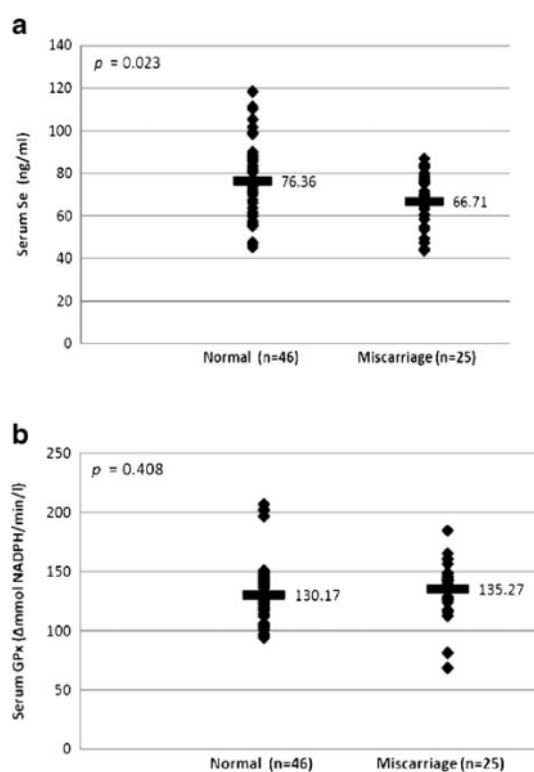 a
p = 0.023
140
120
100
80
60
40
20
0
Serum Se (ng/ml)
76.36
66.71
Normal (n=46)
Miscarriage (n=25)
b
p = 0.408
250
200
150
100
50
0
Serum GPx {Δmmol NADPH/min/l}
130.17
135.27
Normal (n=46)
Miscarriage (n=25)